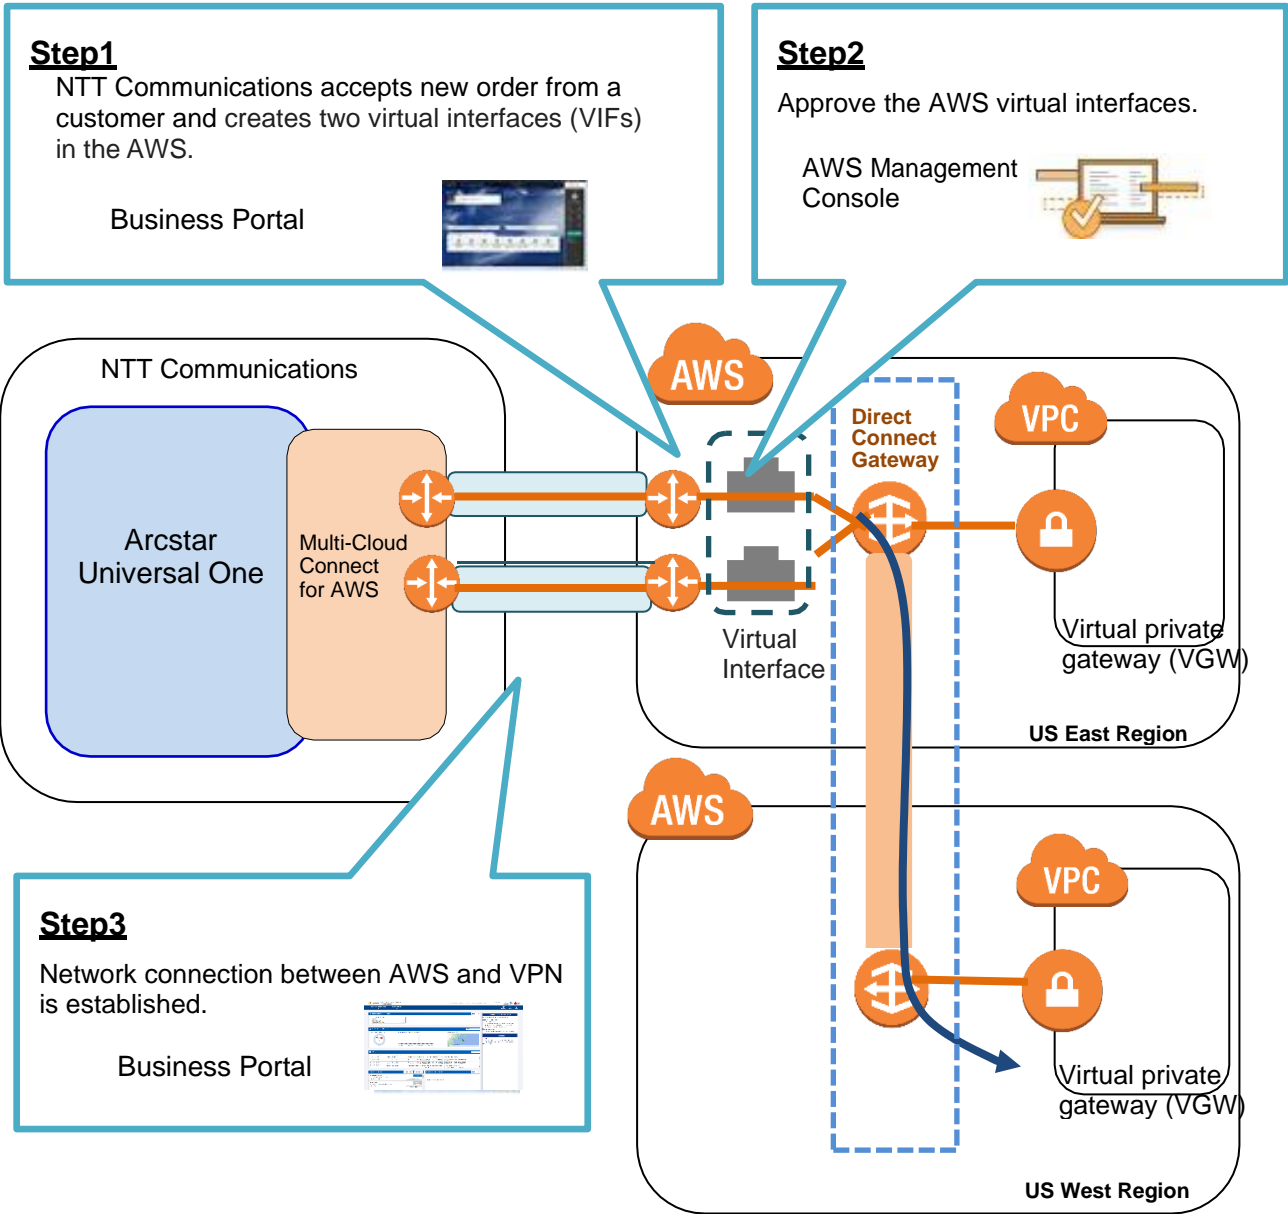 Step1
NTT Communications accepts new order from a
customer and creates two virtual interfaces (VIFs)
in the AWS.
Business Portal
Step2
Approve the AWS virtual interfaces.
AWS Management
Console
NTT Communications
Arcstar
Universal One
Multi-Cloud
Connect
for AWS
AWS
Direct
Connect
Gateway
VPC
Virtual
Interface
Virtual private
gateway (VGW)
US East Region
AWS
VPC
Virtual private
gateway (VGW)
US West Region
Step3
Network connection between AWS and VPN
is established.
Business Portal